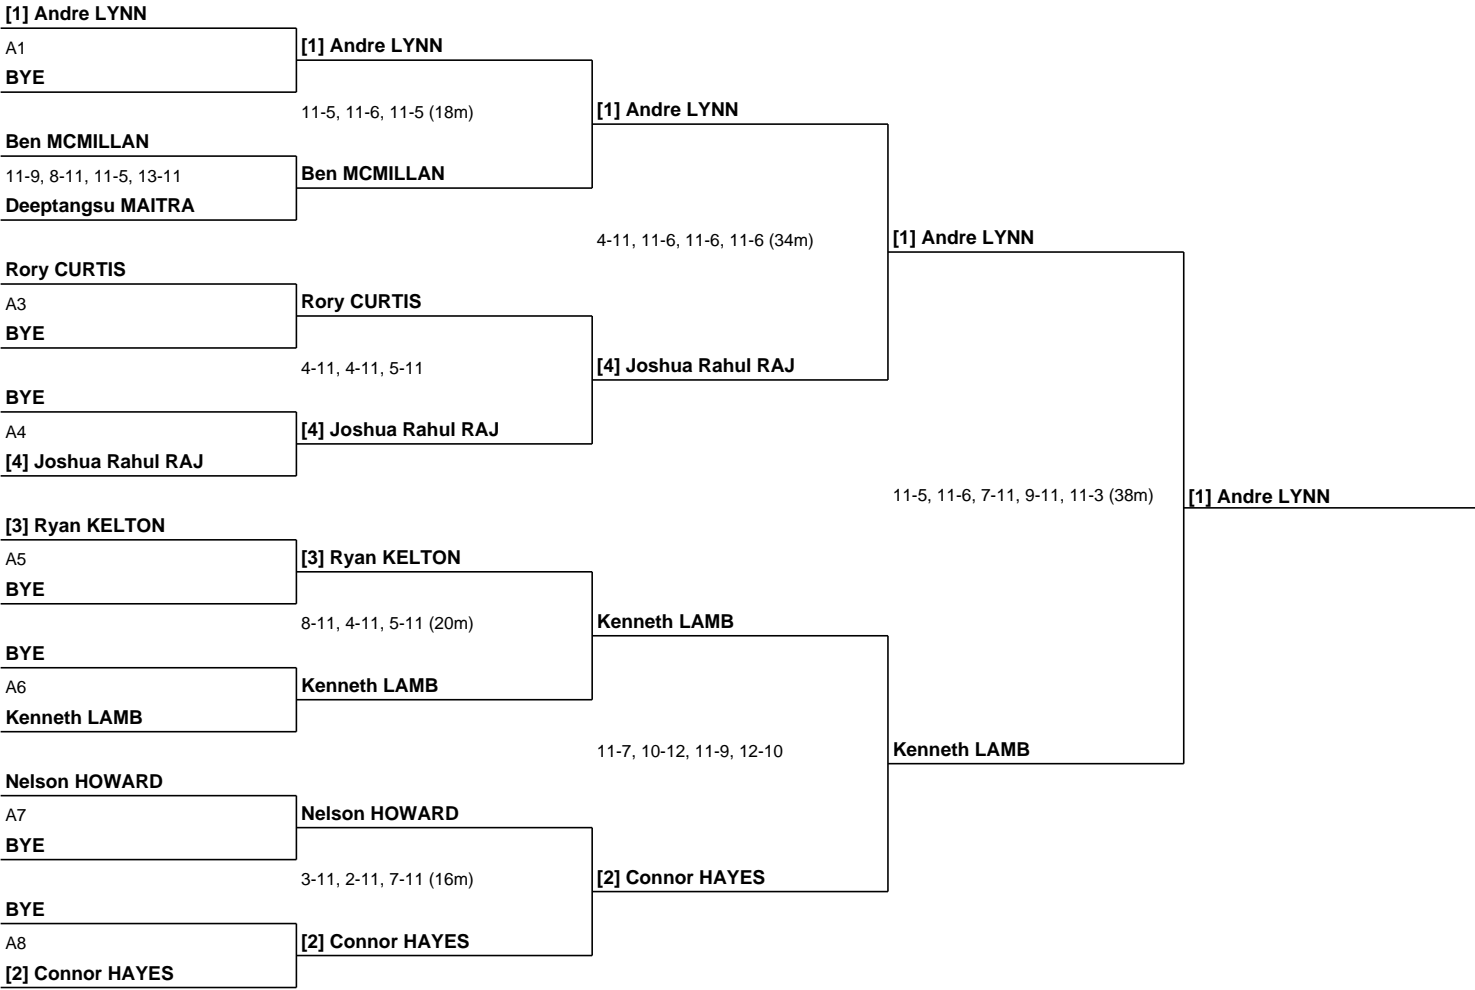 [1] Andre LYNN
A1
BYE
[1] Andre LYNN
11-5, 11-6, 11-5 (18m)
[1] Andre LYNN
Ben MCMILLAN
11-9, 8-11, 11-5, 13-11
Deeptangsu MAITRA
Ben MCMILLAN
4-11, 11-6, 11-6, 11-6 (34m)
[1] Andre LYNN
Rory CURTIS
A3
BYE
Rory CURTIS
4-11, 4-11, 5-11
[4] Joshua Rahul RAJ
BYE
A4
[4] Joshua Rahul RAJ
[4] Joshua Rahul RAJ
11-5, 11-6, 7-11, 9-11, 11-3 (38m)
[1] Andre LYNN
[3] Ryan KELTON
A5
BYE
[3] Ryan KELTON
8-11, 4-11, 5-11 (20m)
Kenneth LAMB
BYE
A6
Kenneth LAMB
Kenneth LAMB
11-7, 10-12, 11-9, 12-10
Kenneth LAMB
Nelson HOWARD
A7
BYE
Nelson HOWARD
3-11, 2-11, 7-11 (16m)
[2] Connor HAYES
BYE
A8
[2] Connor HAYES
[2] Connor HAYES